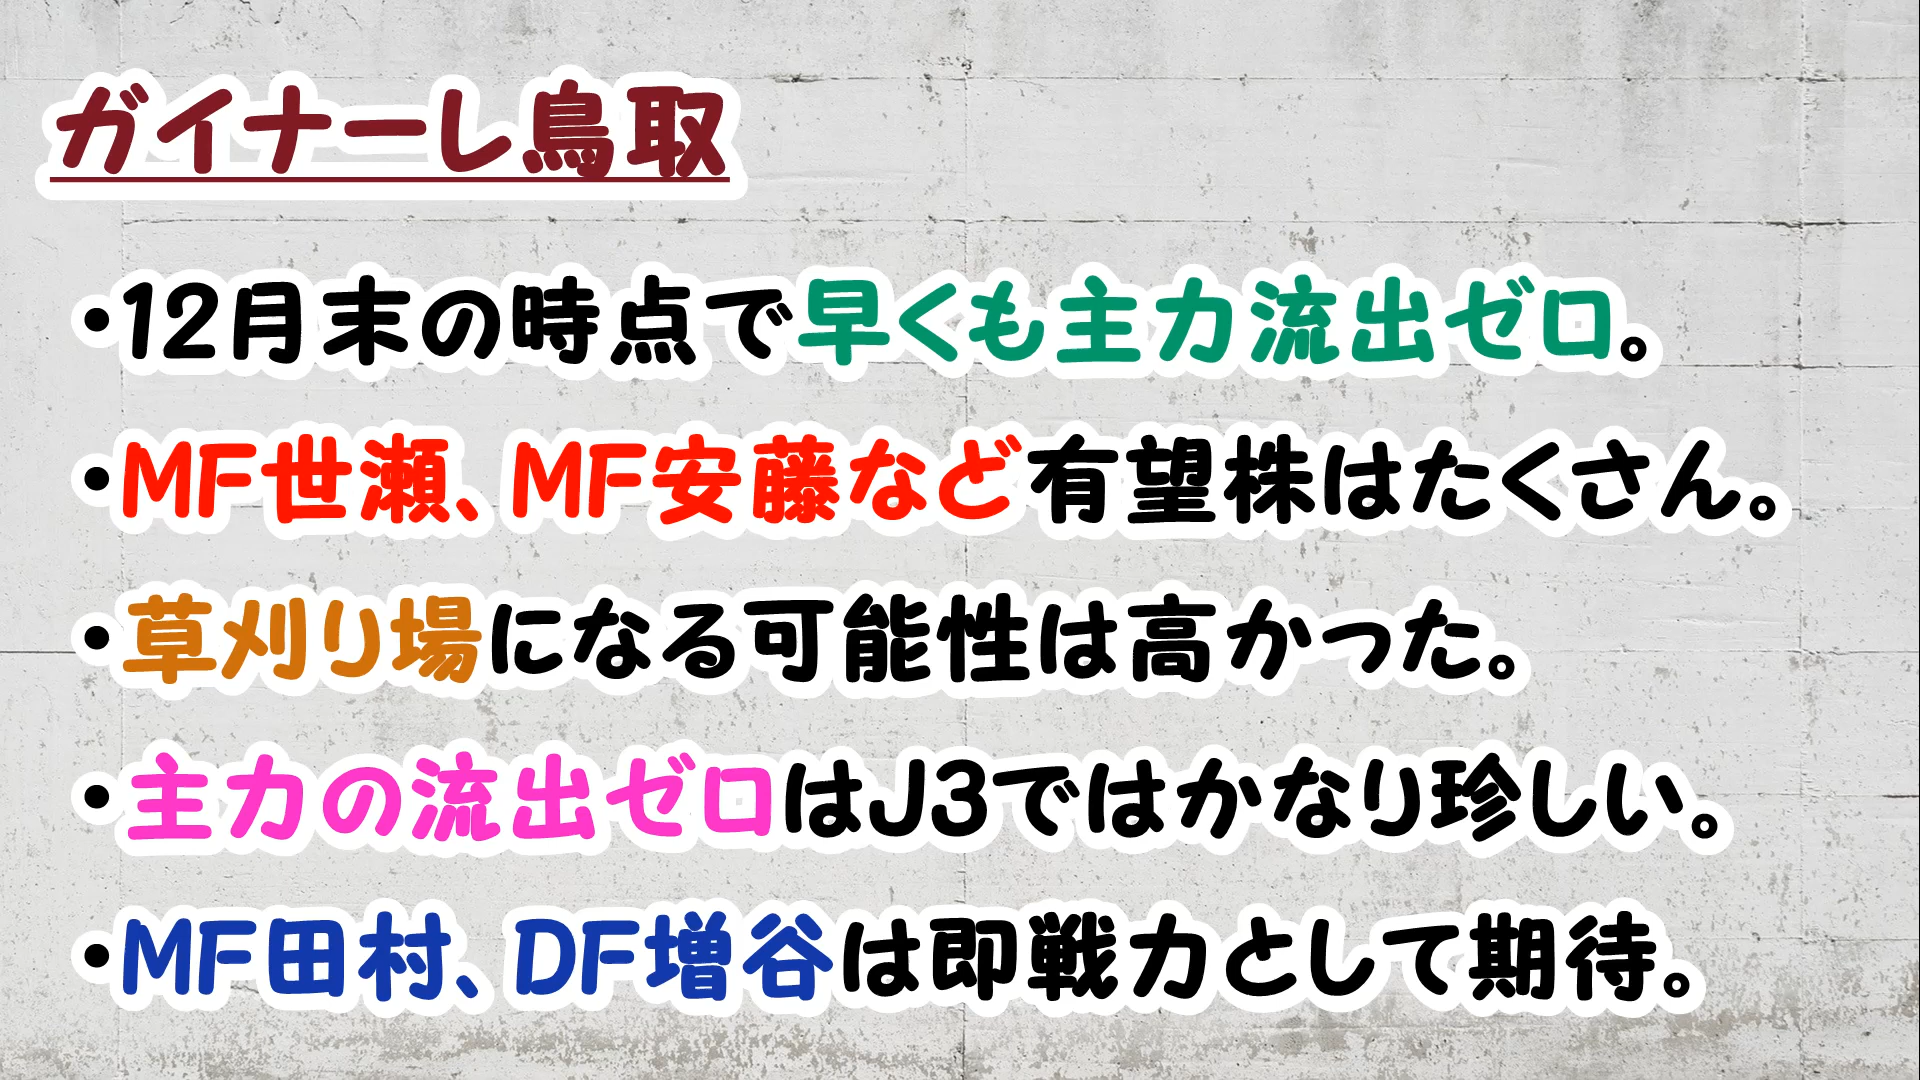 ガイナーレ鳥取
・12月末の時点で早くも主力流出ゼロ。
・MF世瀬、MF安藤など有望株はたくさん。
・草刈り場になる可能性は高かった。
・主力の流出ゼロはJ3ではかなり珍しい。
・MF田村、DF増谷は即戦力として期待。